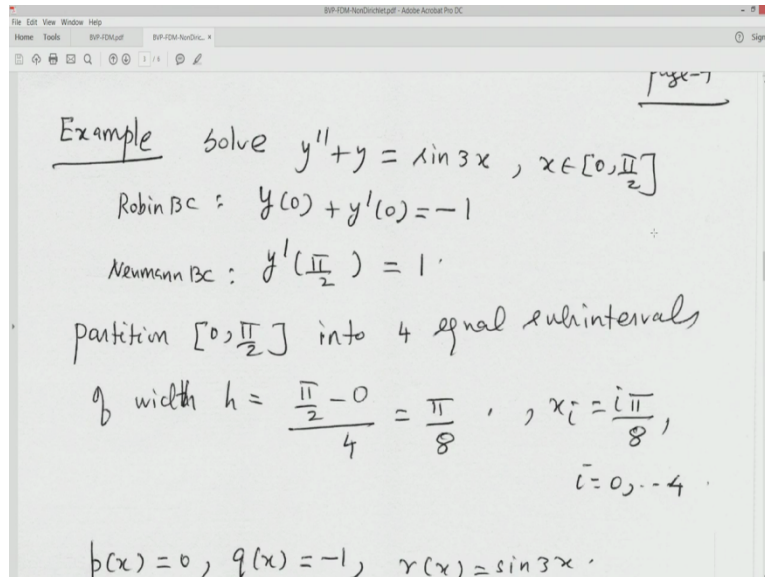 BVP-FDM-NonDirichlet.pdf - Adobe Acrobat Pro DC
File Edit View Window Help
Home Tools BVP-FDM.pdf BVP-FDM-NonDiric... × Sign
Example solve y'' + y = sin 3x , x ∈ [0, π/2]
Robin BC : y(0) + y'(0) = -1
Neumann BC : y'(π/2) = 1 .
partition [0, π/2] into 4 equal subintervals
of width h = (π/2 - 0)/4 = π/8 . , xi = iπ/8 ,
i = 0, -- 4 .
p(x) = 0 , q(x) = -1 , r(x) = sin 3x .